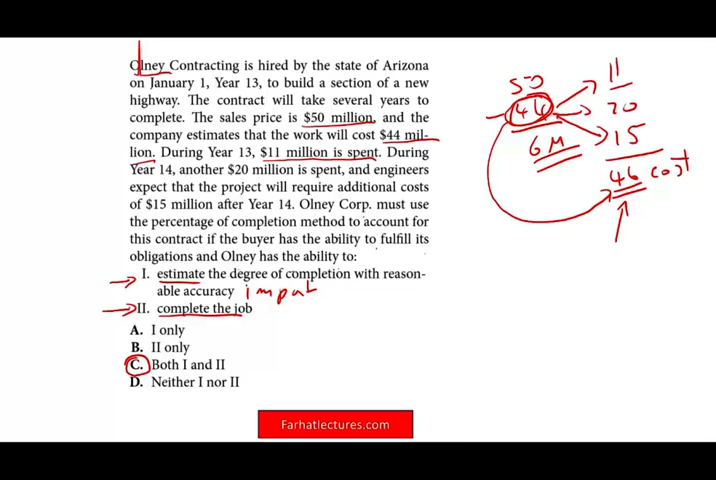 Olney Contracting is hired by the state of Arizona
on January 1, Year 13, to build a section of a new
highway. The contract will take several years to
complete. The sales price is $50 million, and the
company estimates that the work will cost $44 mil-
lion. During Year 13, $11 million is spent. During
Year 14, another $20 million is spent, and engineers
expect that the project will require additional costs
of $15 million after Year 14. Olney Corp. must use
the percentage of completion method to account for
this contract if the buyer has the ability to fulfill its
obligations and Olney has the ability to:
I. estimate the degree of completion with reason-
able accuracy
II. complete the job
A. I only
B. II only
C. Both I and II
D. Neither I nor II
50
44
6M
11
20
15
46 cost
Farhatlectures.com